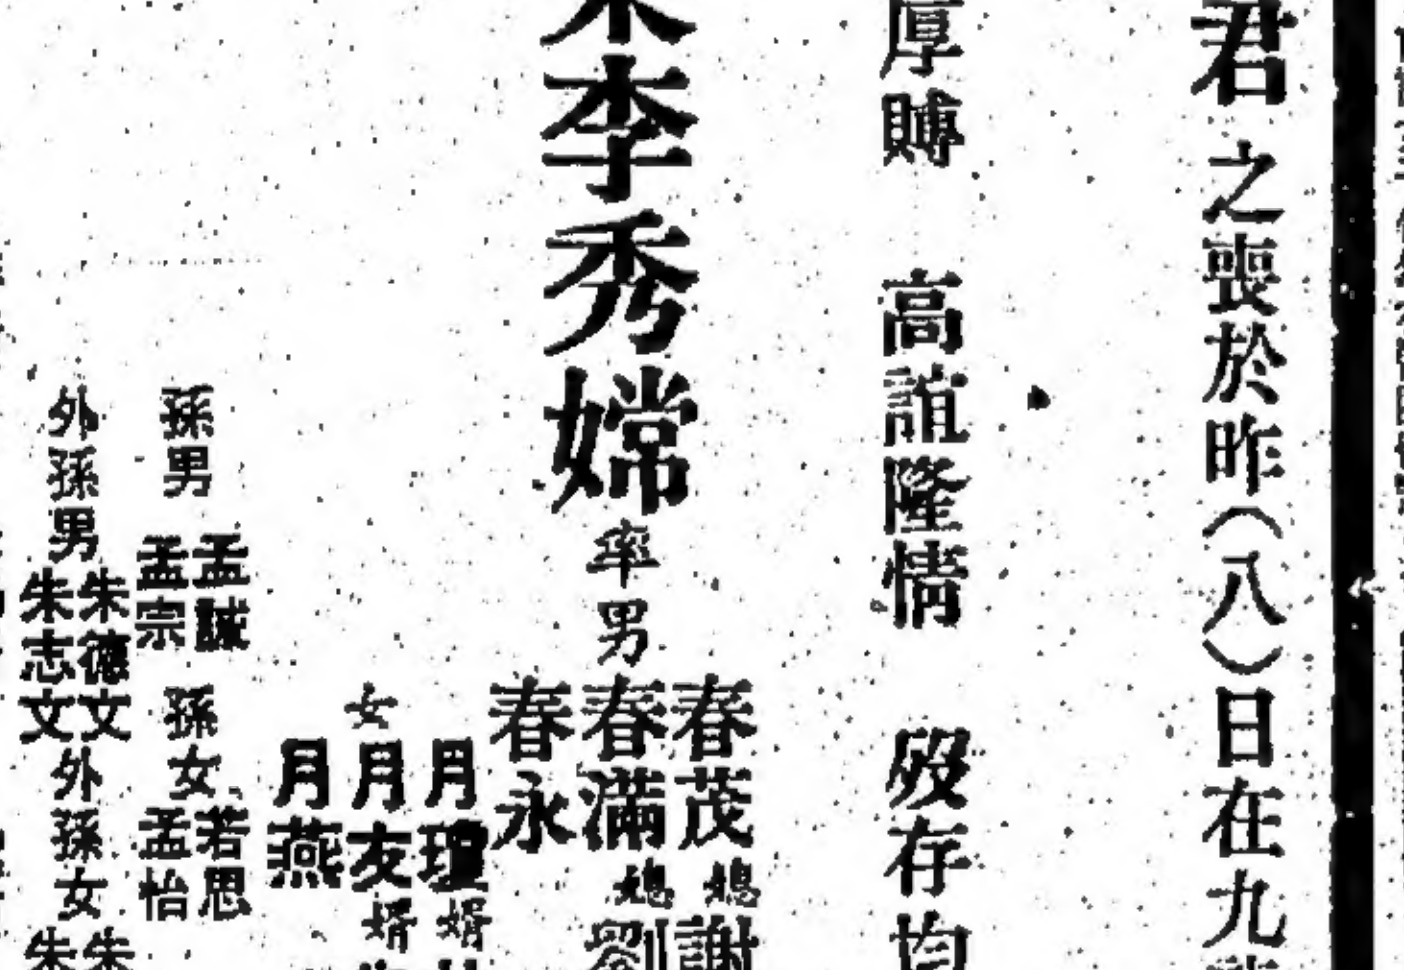 君之喪於昨(八)日在九
厚賻 高誼隆情 歿存均
李秀嫦率男
春茂媳謝
春滿媳劉
春永
女
月瓊婿
月友婿
月燕
孫男
孟誠
孟宗
孫女
若思
孟怡
外孫男
朱德文
朱志文
外孫女
朱
朱